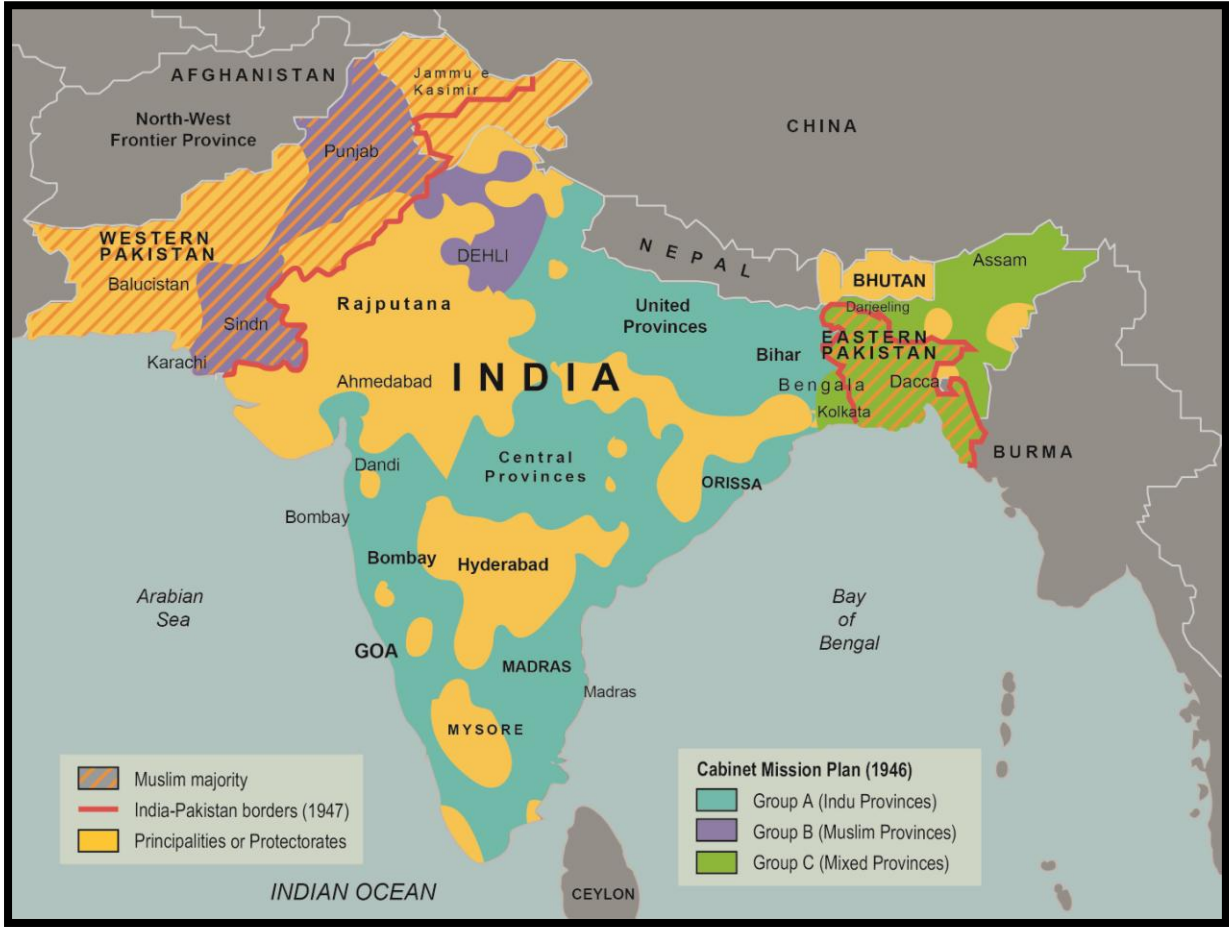 AFGHANISTAN
North-West
Frontier Province
Jammu e
Kasimir
CHINA
Punjab
WESTERN
PAKISTAN
Balucistan
Sindn
Karachi
DEHLI
NEPAL
BHUTAN
Assam
Darjeeling
Rajputana
United
Provinces
EASTERN
PAKISTAN
Bihar
INDIA
Ahmedabad
Bengala
Dacca
Kolkata
BURMA
Dandi
Central
Provinces
ORISSA
Bombay
Bombay
Hyderabad
Arabian
Sea
Bay
of
Bengal
GOA
MADRAS
Madras
MYSORE
Muslim majority
India-Pakistan borders (1947)
Principalities or Protectorates
Cabinet Mission Plan (1946)
Group A (Indu Provinces)
Group B (Muslim Provinces)
Group C (Mixed Provinces)
INDIAN OCEAN
CEYLON